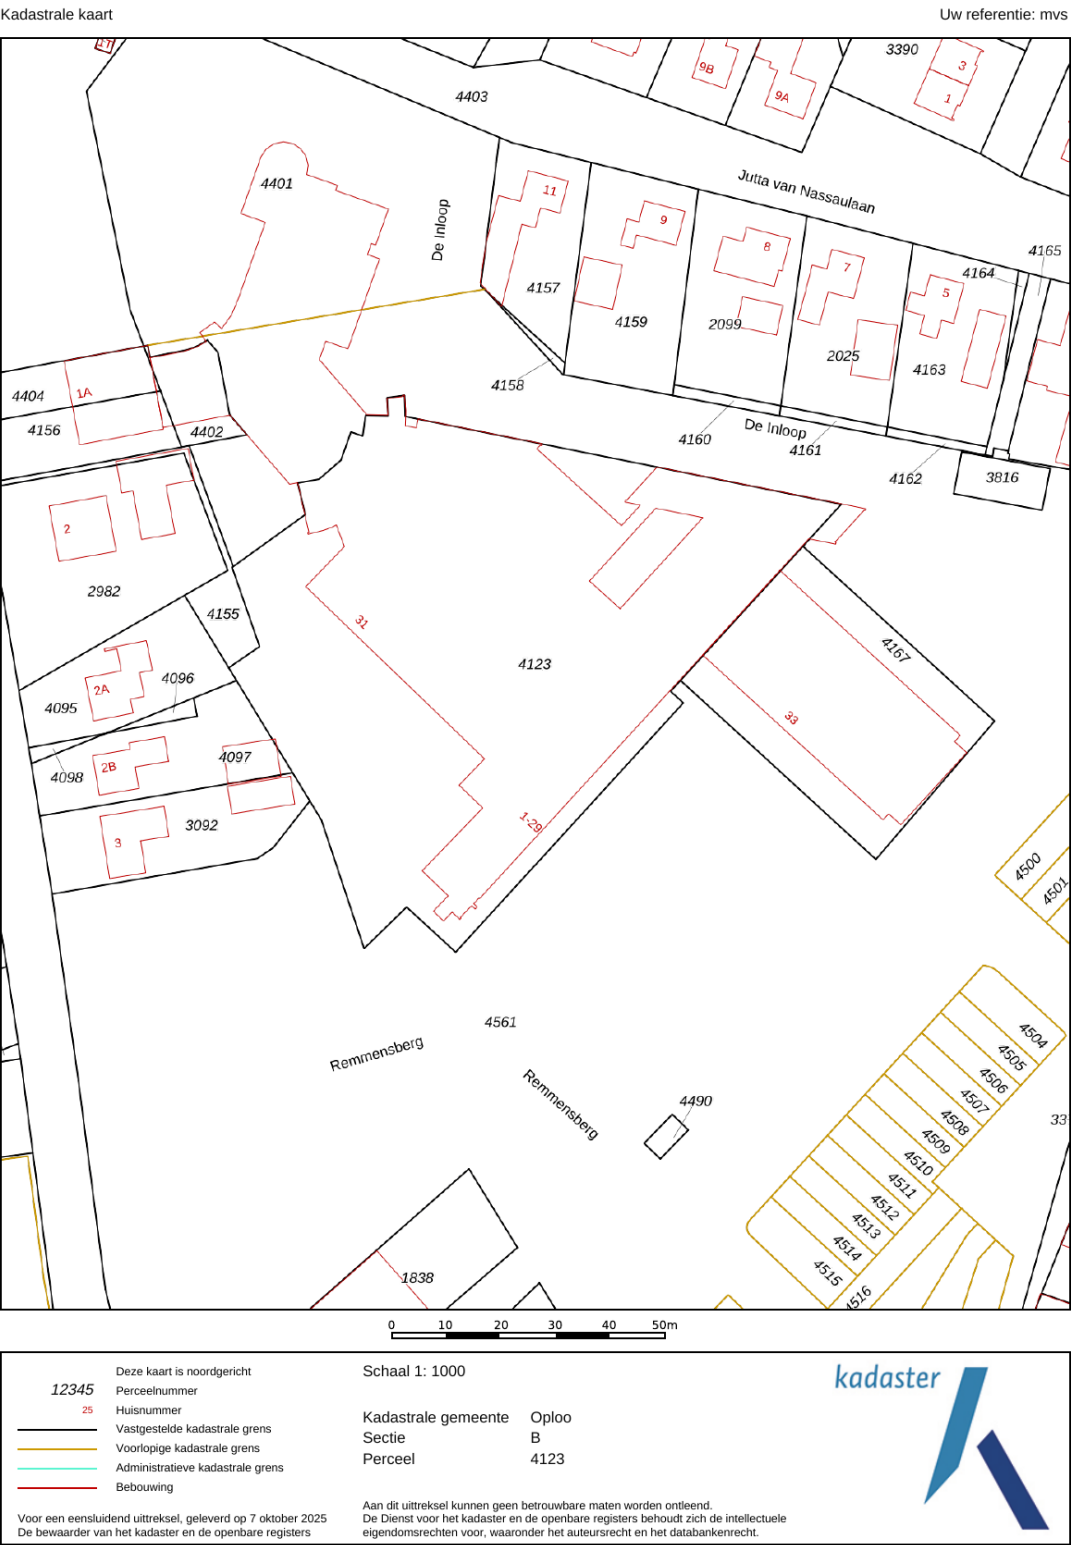 Kadastrale kaart
Uw referentie: mvs
1T
3390
9B
9A
3
1
4403
4401
De Inloop
11
9
8
7
5
Jutta van Nassaulaan
4165
4164
4157
4159
2099
2025
4163
4158
4404
1A
4156
4402
4160
De Inloop
4161
4162
3816
2
2982
4155
31
4123
4167
4096
2A
4095
33
4098
2B
4097
3
3092
1-29
4500
4501
4561
Remmensberg
Remmensberg
4490
4504
4505
4506
4507
4508
4509
4510
4511
4512
4513
4514
4515
4516
33
1838
0 10 20 30 40 50m
Deze kaart is noordgericht
12345 Perceelnummer
25 Huisnummer
Vastgestelde kadastrale grens
Voorlopige kadastrale grens
Administratieve kadastrale grens
Bebouwing
Voor een eensluidend uittreksel, geleverd op 7 oktober 2025
De bewaarder van het kadaster en de openbare registers
Schaal 1: 1000
Kadastrale gemeente Oploo
Sectie B
Perceel 4123
Aan dit uittreksel kunnen geen betrouwbare maten worden ontleend.
De Dienst voor het kadaster en de openbare registers behoudt zich de intellectuele
eigendomsrechten voor, waaronder het auteursrecht en het databankenrecht.
kadaster